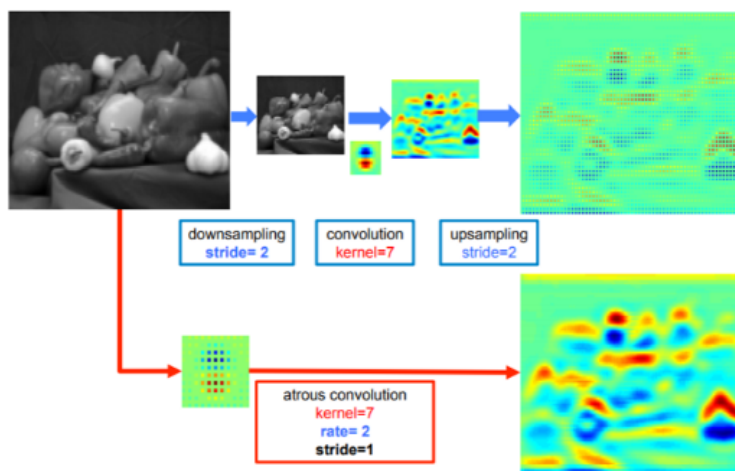 downsampling
stride= 2
convolution
kernel=7
upsampling
stride=2
atrous convolution
kernel=7
rate= 2
stride=1